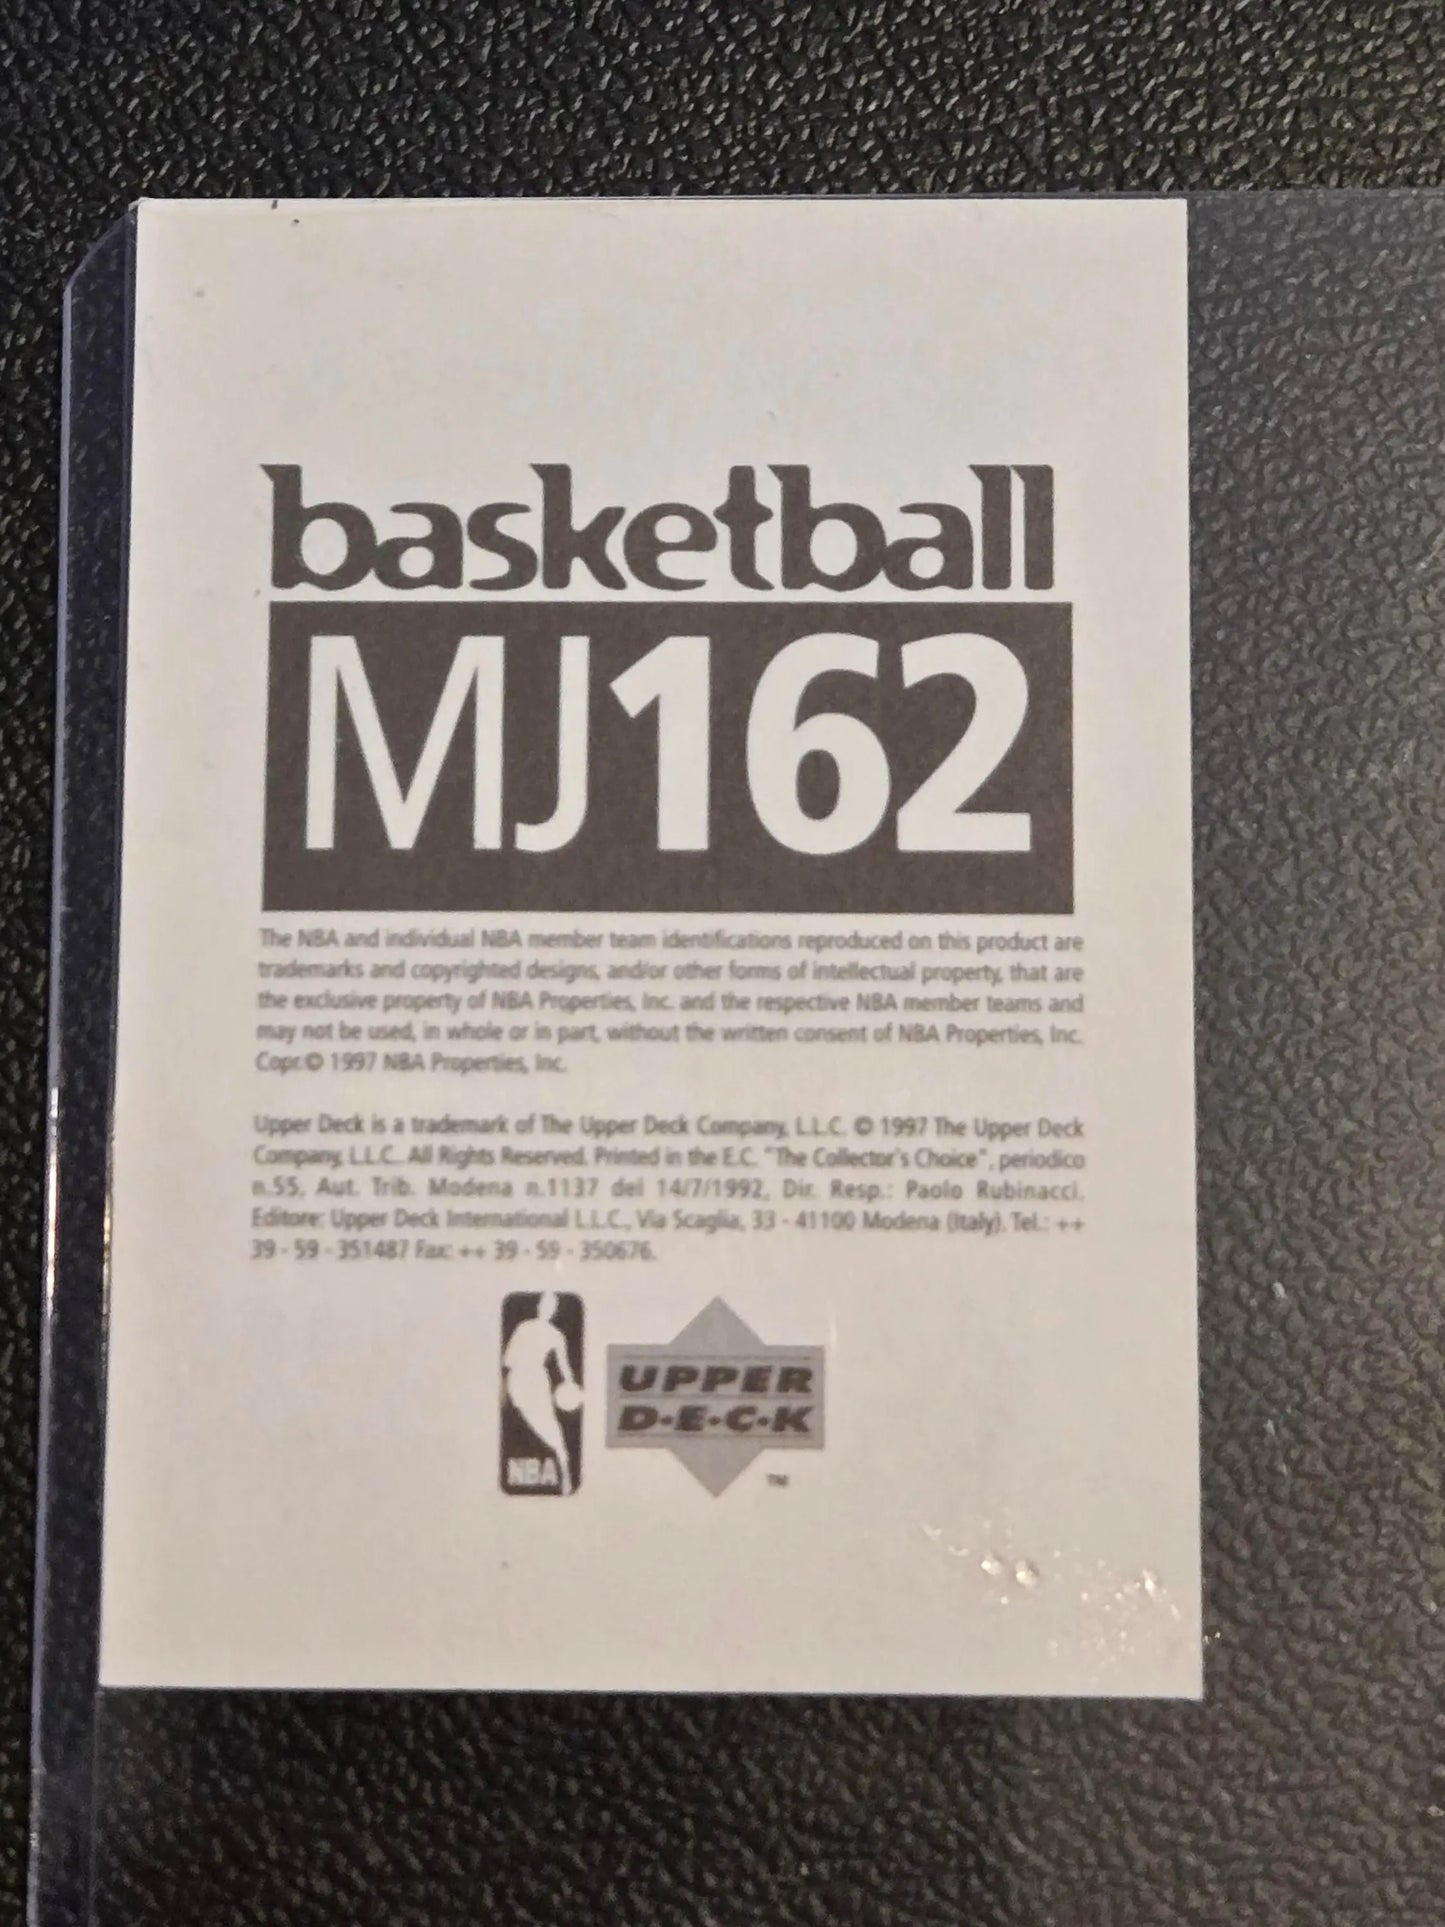 basketball
MJ162
The NBA and individual NBA member team identifications reproduced on this product are
trademarks and copyrighted designs, and/or other forms of intellectual property, that are
the exclusive property of NBA Properties, Inc. and the respective NBA member teams and
may not be used, in whole or in part, without the written consent of NBA Properties, Inc.
Copr.© 1997 NBA Properties, Inc.
Upper Deck is a trademark of The Upper Deck Company, L.L.C. © 1997 The Upper Deck
Company, L.L.C. All Rights Reserved. Printed in the E.C. "The Collector's Choice", periodico
n.55, Aut. Trib. Modena n.1137 del 14/7/1992, Dir. Resp.: Paolo Rubinacci.
Editore: Upper Deck International L.L.C., Via Scaglia, 33 - 41100 Modena (Italy). Tel.: ++
39 - 59 - 351487 Fax: ++ 39 - 59 - 350676.
NBA
UPPER
D·E·C·K
TM